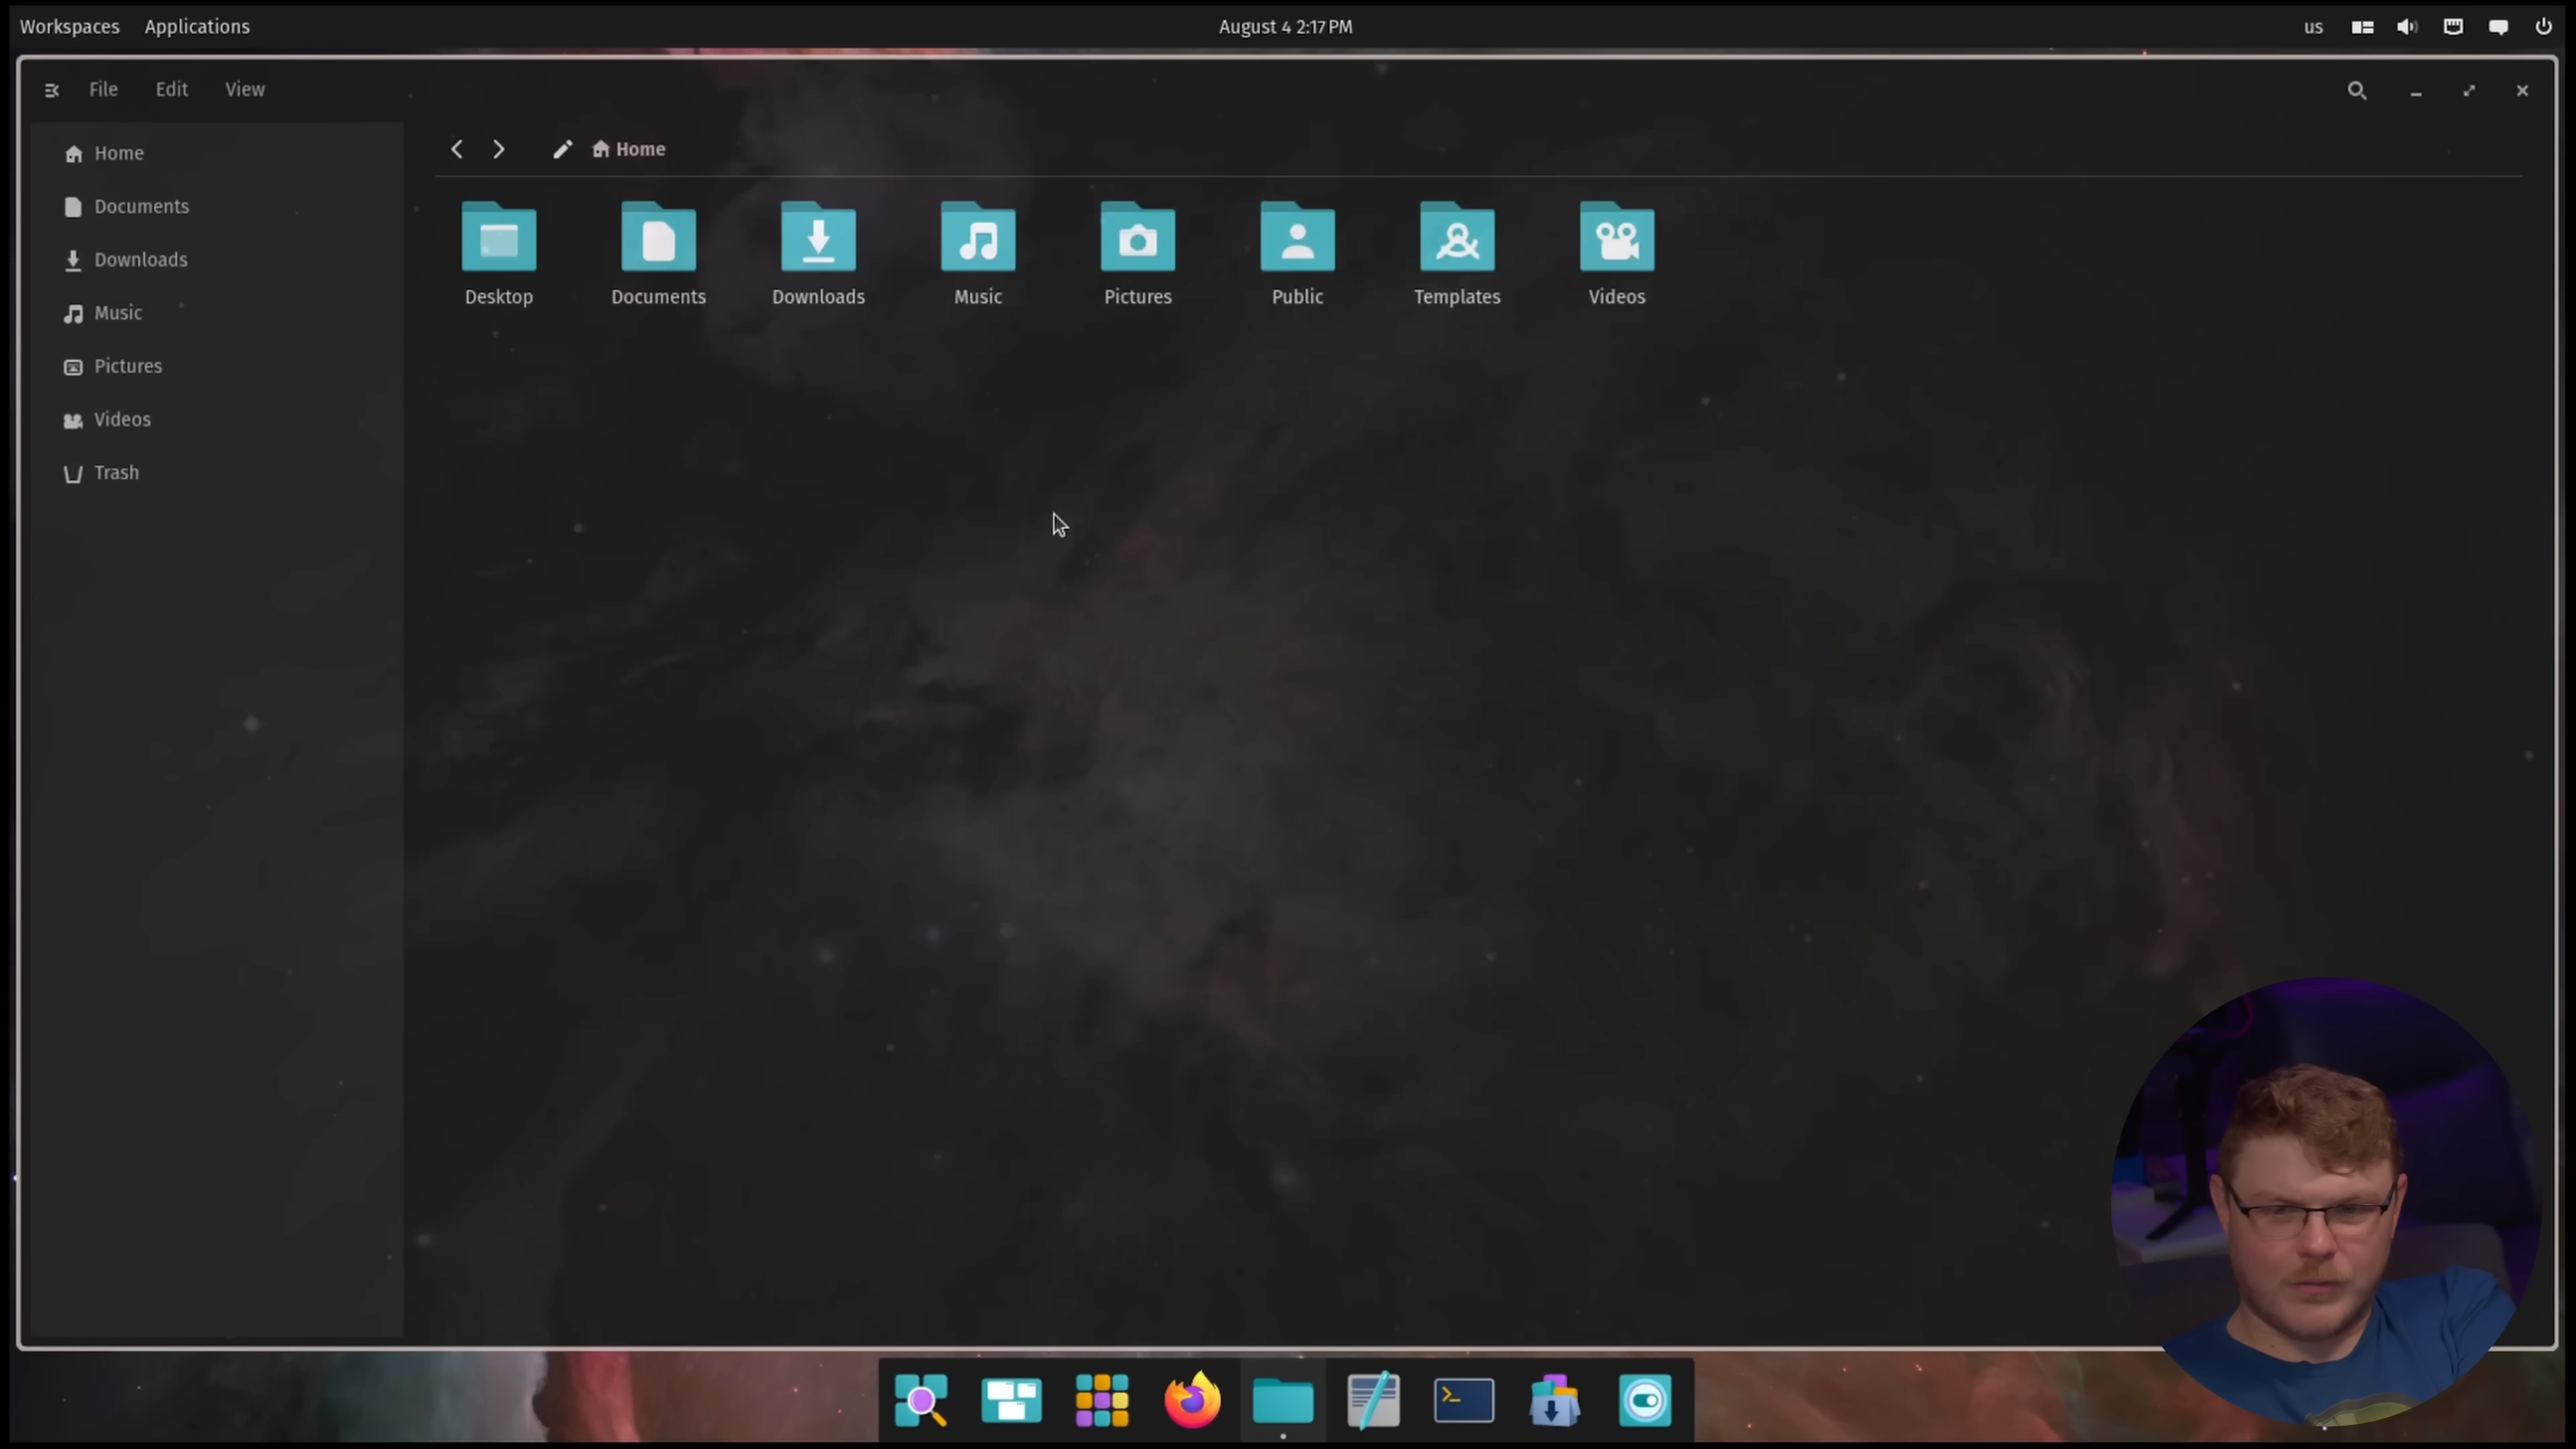 Workspaces Applications August 4 2:17 PM us
File Edit View
Home
Documents
Downloads
Music
Pictures
Videos
Trash
Home
Desktop Documents Downloads Music Pictures Public Templates Videos